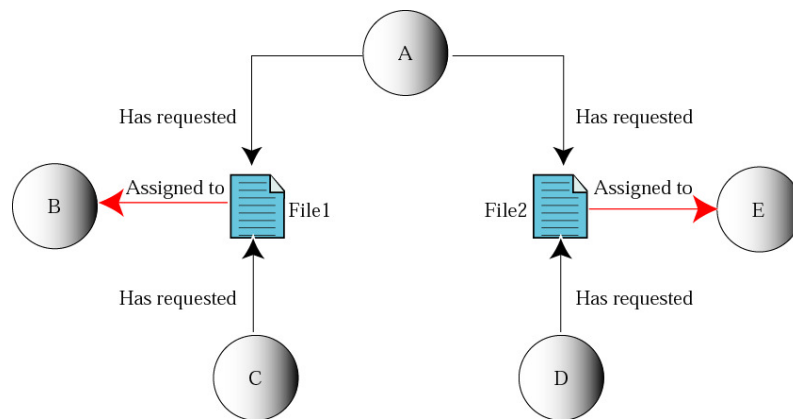 A
Has requested
Has requested
B
Assigned to
File1
File2
Assigned to
E
Has requested
Has requested
C
D